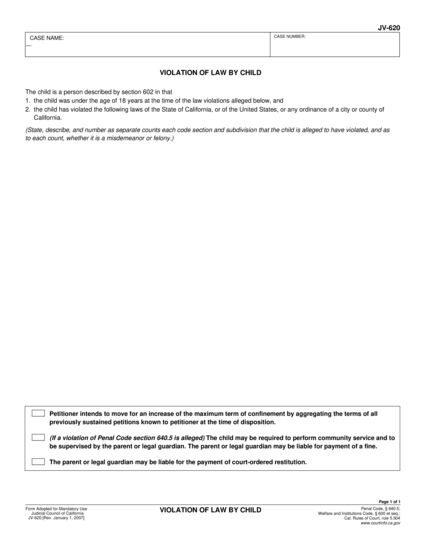 JV-620
CASE NAME:
CASE NUMBER:
VIOLATION OF LAW BY CHILD
The child is a person described by section 602 in that
1. the child was under the age of 18 years at the time of the law violations alleged below, and
2. the child has violated the following laws of the State of California, or of the United States, or any ordinance of a city or county of
California.
(State, describe, and number as separate counts each code section and subdivision that the child is alleged to have violated, and as
to each count, whether it is a misdemeanor or felony.)
Petitioner intends to move for an increase of the maximum term of confinement by aggregating the terms of all
previously sustained petitions known to petitioner at the time of disposition.
(If a violation of Penal Code section 640.5 is alleged) The child may be required to perform community service and to
be supervised by the parent or legal guardian. The parent or legal guardian may be liable for payment of a fine.
The parent or legal guardian may be liable for the payment of court-ordered restitution.
Page 1 of 1
Form Adopted for Mandatory Use
Judicial Council of California
JV-620 [Rev. January 1, 2007]
VIOLATION OF LAW BY CHILD
Penal Code, § 640.5;
Welfare and Institutions Code, § 600 et seq.;
Cal. Rules of Court, rule 5.504
www.courtinfo.ca.gov